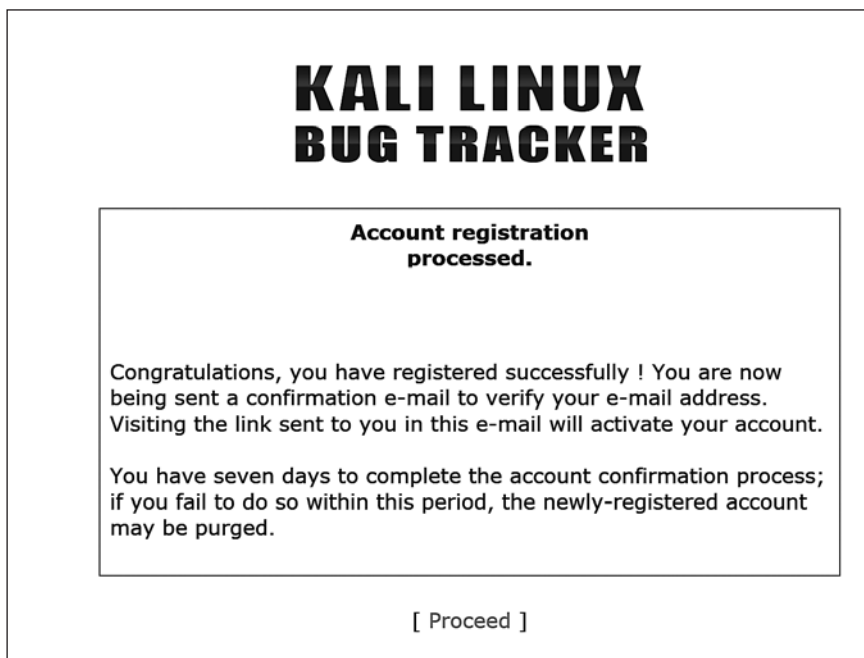 KALI LINUX
BUG TRACKER
Account registration
processed.
Congratulations, you have registered successfully ! You are now
being sent a confirmation e-mail to verify your e-mail address.
Visiting the link sent to you in this e-mail will activate your account.
You have seven days to complete the account confirmation process;
if you fail to do so within this period, the newly-registered account
may be purged.
[ Proceed ]